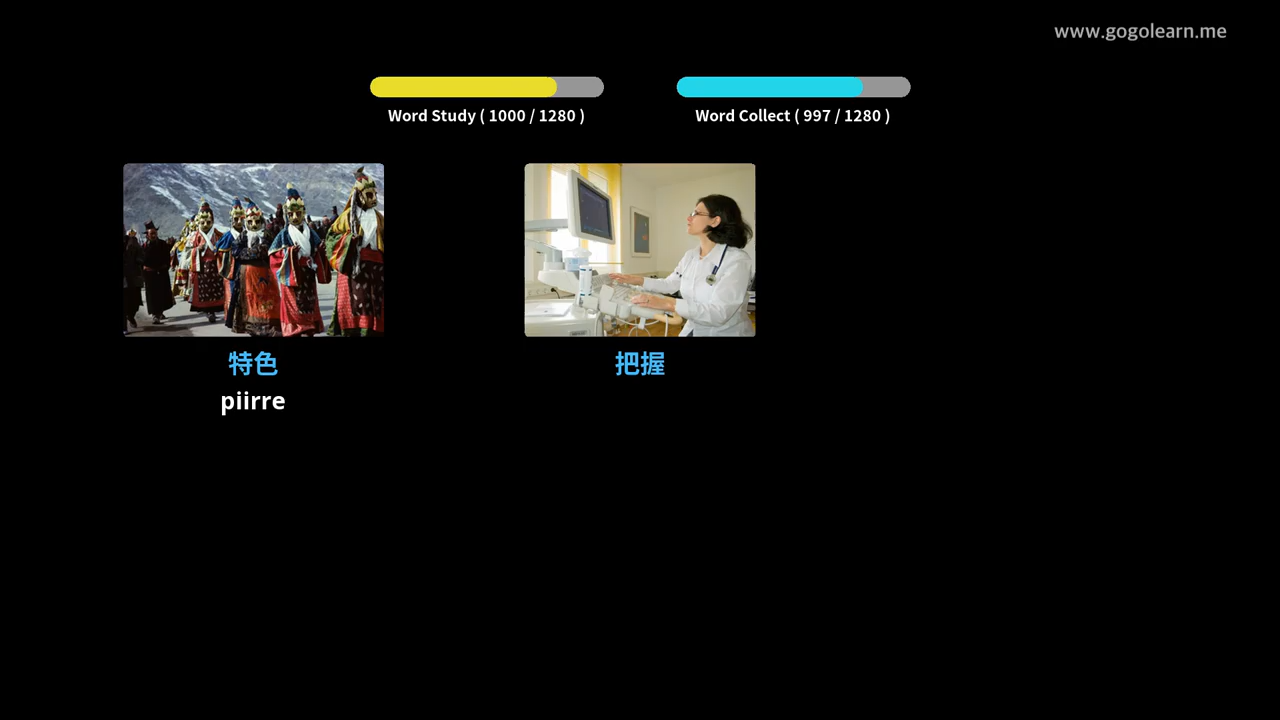 www.gogolearn.me
Word Study ( 1000 / 1280 )
Word Collect ( 997 / 1280 )
特色
把握
piirre